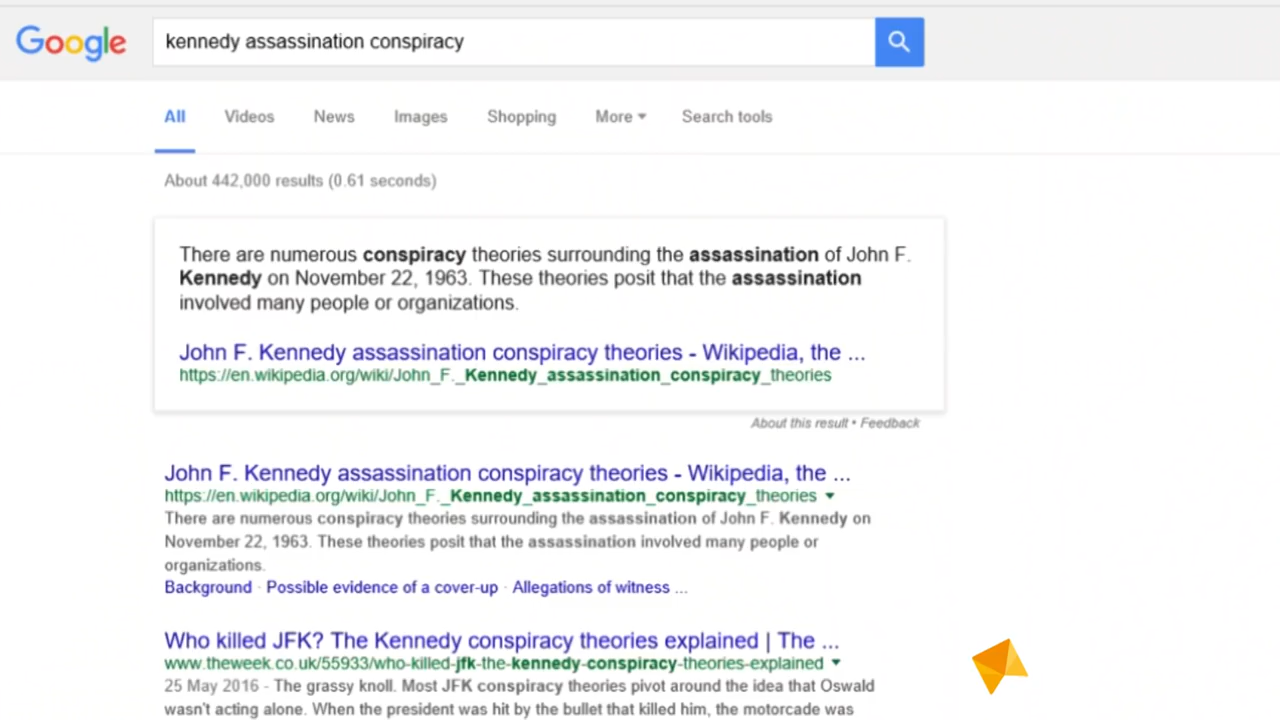 Google
kennedy assassination conspiracy
All Videos News Images Shopping More Search tools
About 442,000 results (0.61 seconds)
There are numerous conspiracy theories surrounding the assassination of John F.
Kennedy on November 22, 1963. These theories posit that the assassination
involved many people or organizations.
John F. Kennedy assassination conspiracy theories - Wikipedia, the ...
https://en.wikipedia.org/wiki/John_F._Kennedy_assassination_conspiracy_theories
About this result • Feedback
John F. Kennedy assassination conspiracy theories - Wikipedia, the ...
https://en.wikipedia.org/wiki/John_F._Kennedy_assassination_conspiracy_theories
There are numerous conspiracy theories surrounding the assassination of John F. Kennedy on
November 22, 1963. These theories posit that the assassination involved many people or
organizations.
Background · Possible evidence of a cover-up · Allegations of witness ...
Who killed JFK? The Kennedy conspiracy theories explained | The ...
www.theweek.co.uk/55933/who-killed-jfk-the-kennedy-conspiracy-theories-explained
25 May 2016 - The grassy knoll. Most JFK conspiracy theories pivot around the idea that Oswald
wasn't acting alone. When the president was hit by the bullet that killed him, the motorcade was